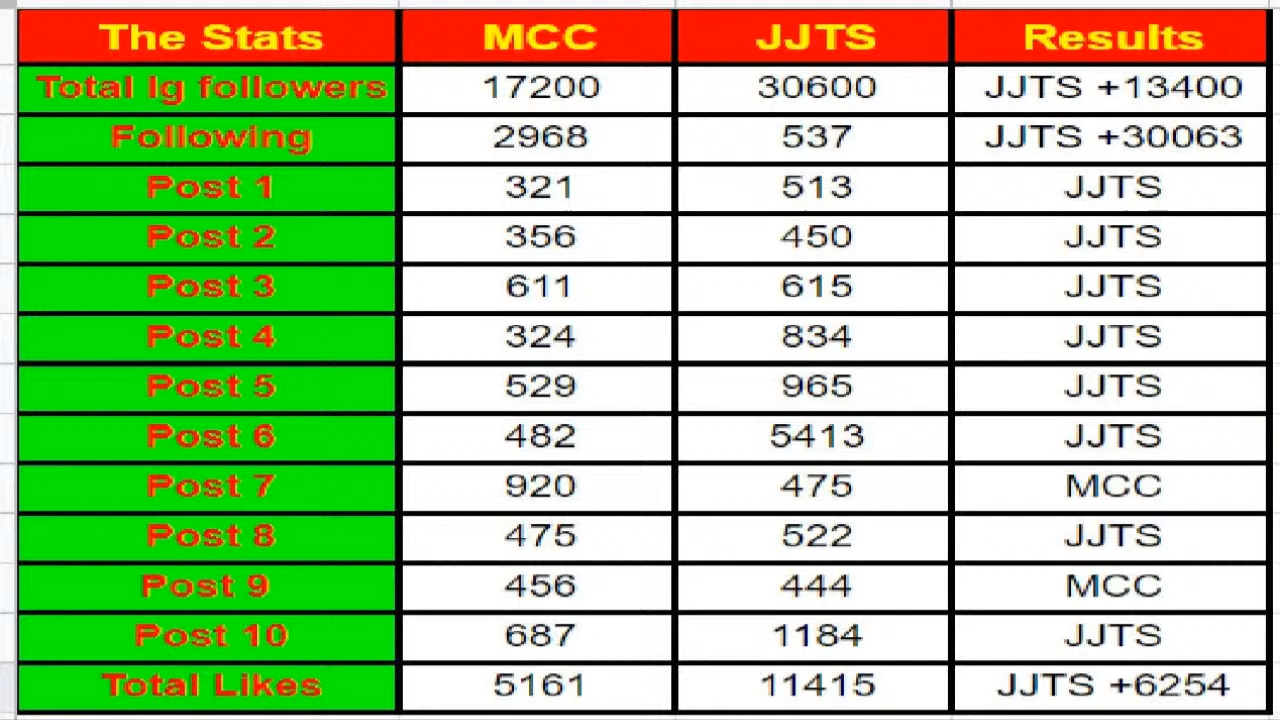 The Stats MCC JJTS Results
Total Ig followers 17200 30600 JJTS +13400
Following 2968 537 JJTS +30063
Post 1 321 513 JJTS
Post 2 356 450 JJTS
Post 3 611 615 JJTS
Post 4 324 834 JJTS
Post 5 529 965 JJTS
Post 6 482 5413 JJTS
Post 7 920 475 MCC
Post 8 475 522 JJTS
Post 9 456 444 MCC
Post 10 687 1184 JJTS
Total Likes 5161 11415 JJTS +6254